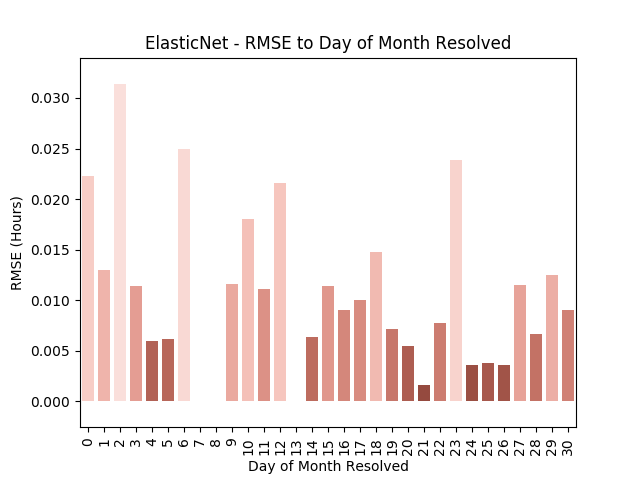 ElasticNet - RMSE to Day of Month Resolved
0.030
0.025
0.020
0.015
0.010
0.005
0.000
RMSE (Hours)
0 1 2 3 4 5 6 7 8 9 10 11 12 13 14 15 16 17 18 19 20 21 22 23 24 25 26 27 28 29 30
Day of Month Resolved